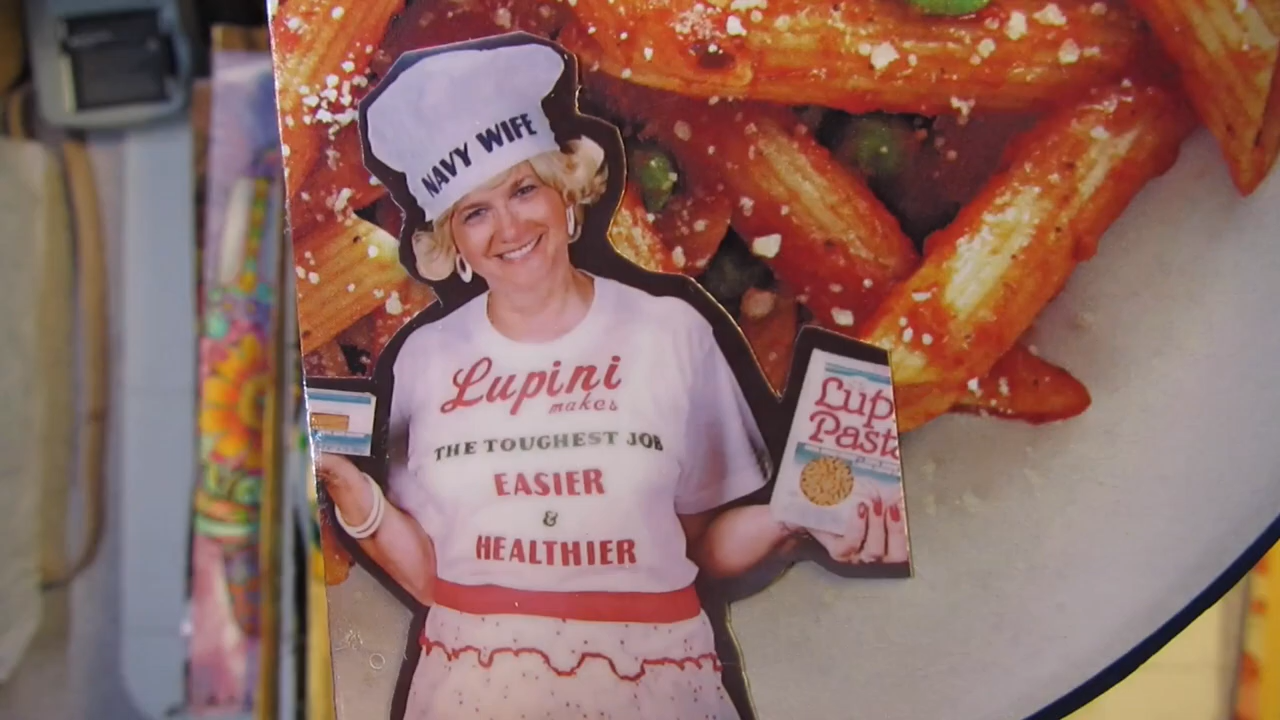 NAVY WIFE
Lupini
makes
THE TOUGHEST JOB
EASIER
&
HEALTHIER
Lup
Past